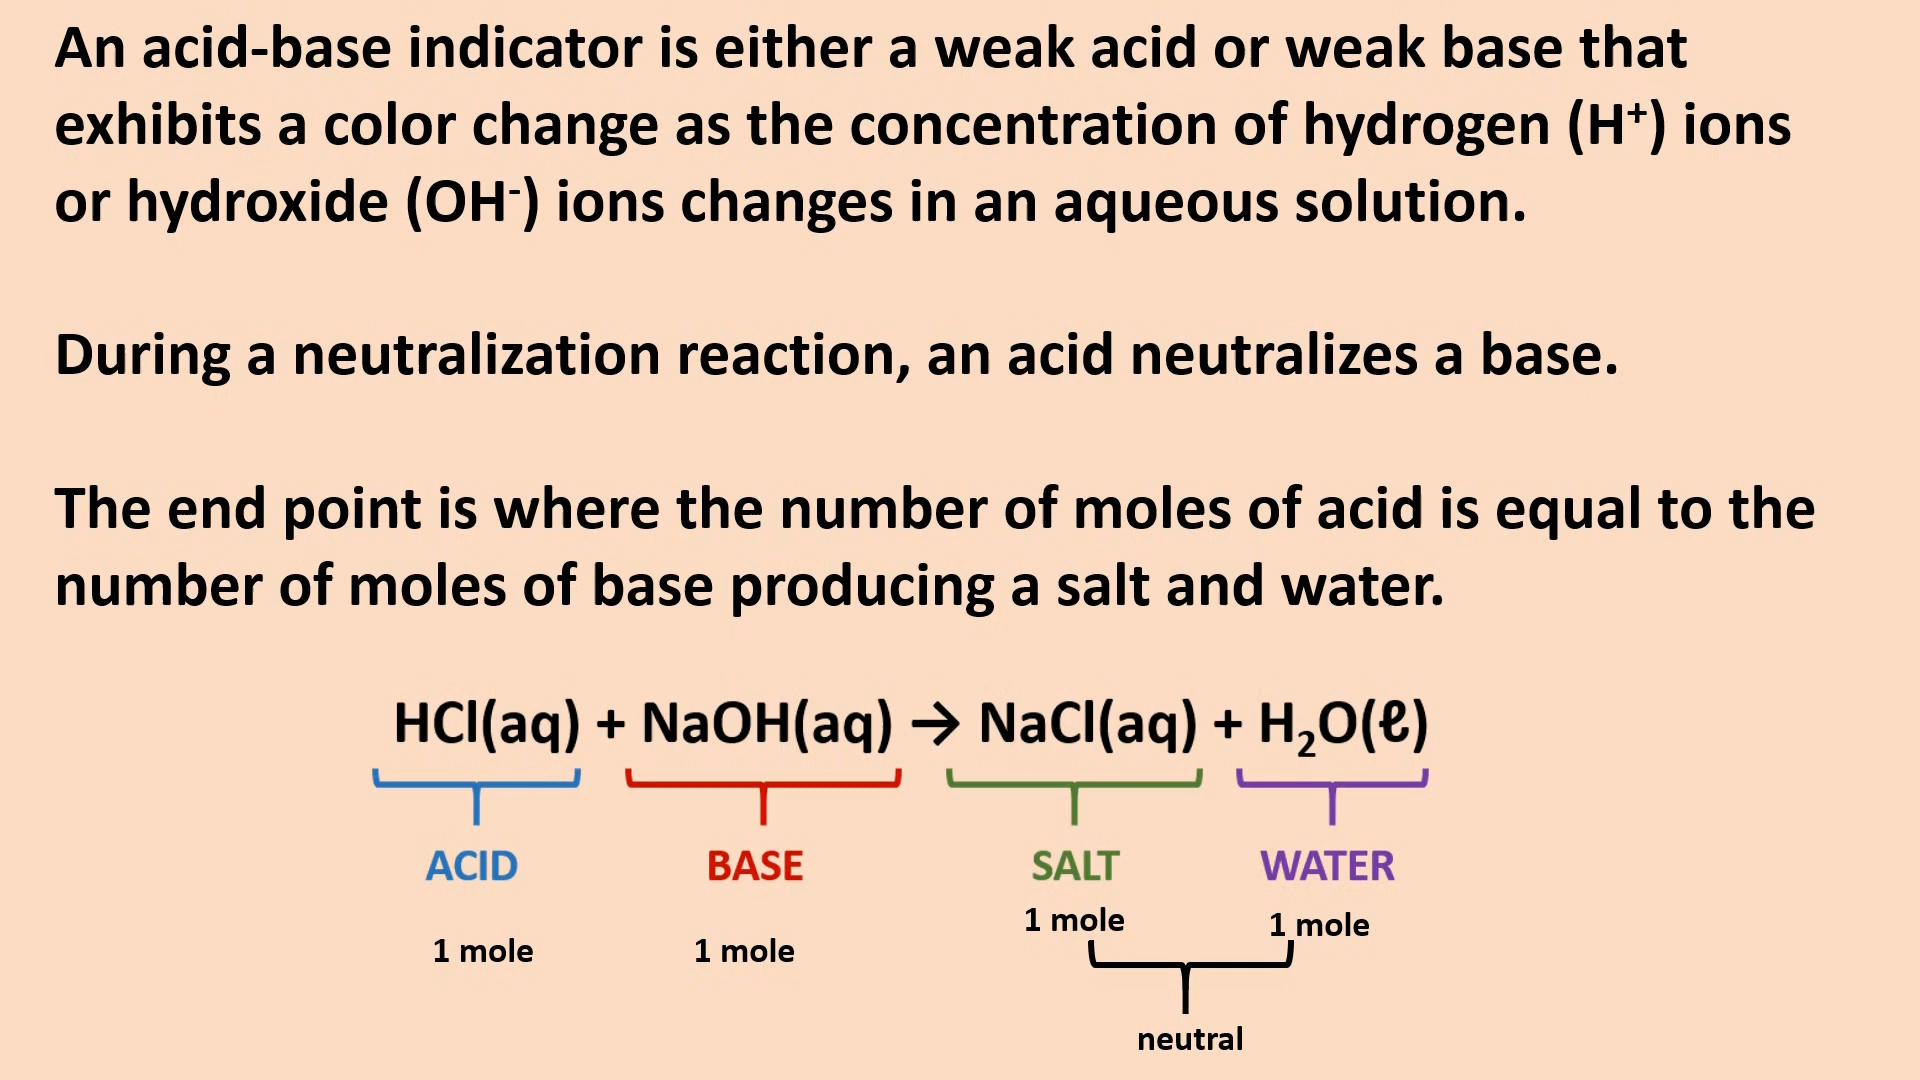 An acid-base indicator is either a weak acid or weak base that
exhibits a color change as the concentration of hydrogen (H⁺) ions
or hydroxide (OH⁻) ions changes in an aqueous solution.
During a neutralization reaction, an acid neutralizes a base.
The end point is where the number of moles of acid is equal to the
number of moles of base producing a salt and water.
HCl(aq) + NaOH(aq) → NaCl(aq) + H₂O(ℓ)
ACID BASE SALT WATER
1 mole 1 mole 1 mole 1 mole
neutral